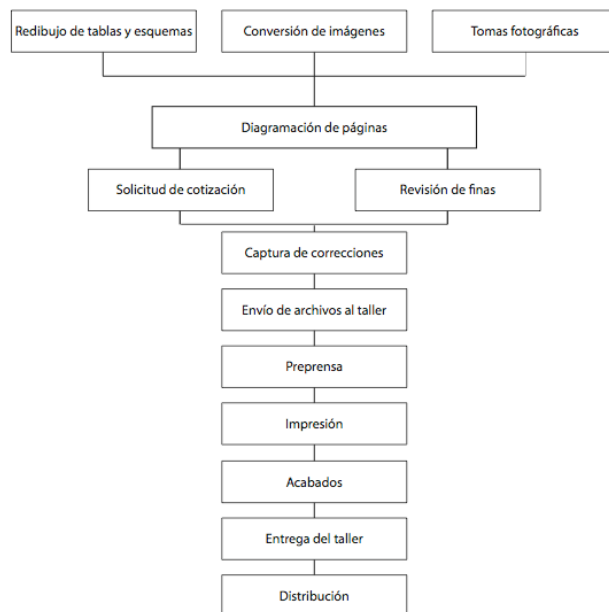 Redibujo de tablas y esquemas
Conversión de imágenes
Tomas fotográficas
Diagramación de páginas
Solicitud de cotización
Revisión de finas
Captura de correcciones
Envío de archivos al taller
Preprensa
Impresión
Acabados
Entrega del taller
Distribución